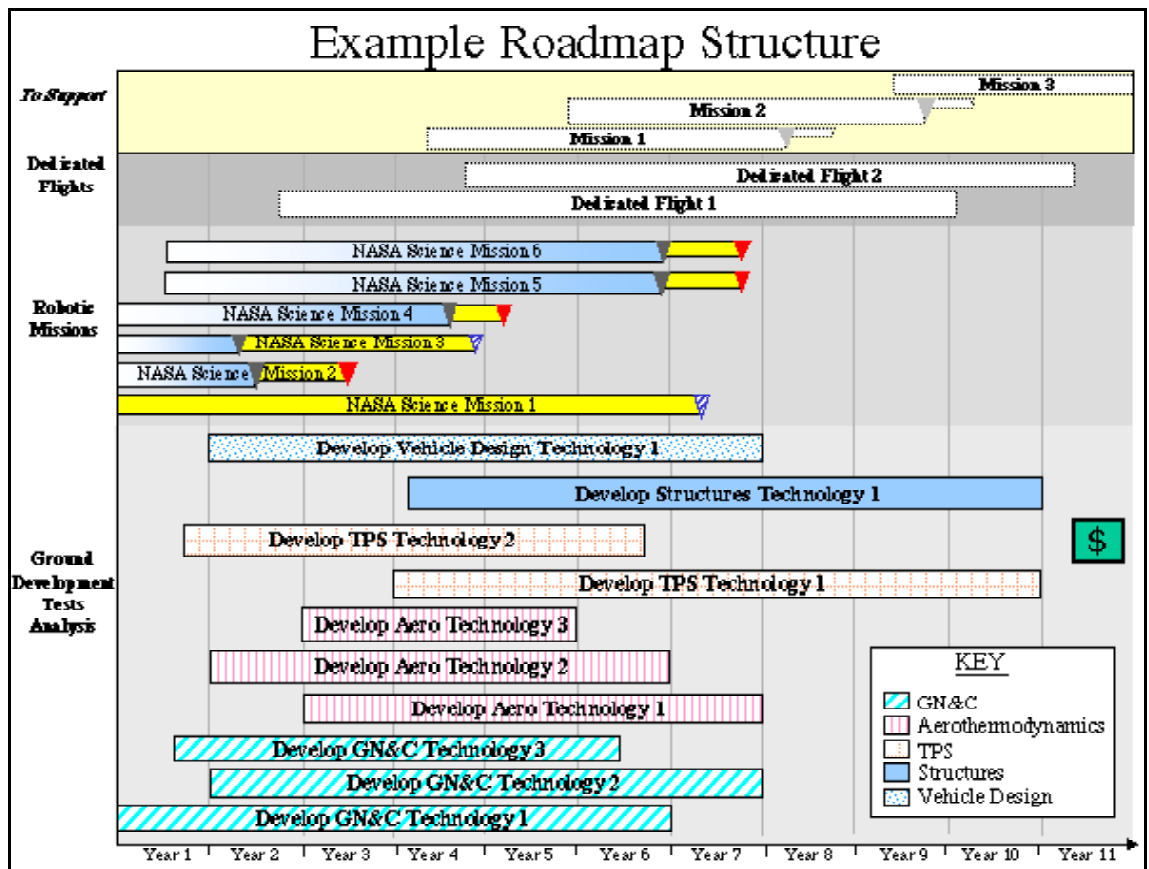 Example Roadmap Structure
To Support
Mission 3
Mission 2
Mission 1
Dedicated
Flights
Dedicated Flight 2
Dedicated Flight 1
Robotic
Missions
NASA Science Mission 6
NASA Science Mission 5
NASA Science Mission 4
NASA Science Mission 3
NASA Science Mission 2
NASA Science Mission 1
Ground
Development
Tests
Analysis
Develop Vehicle Design Technology 1
Develop Structures Technology 1
Develop TPS Technology 2
$
Develop TPS Technology 1
Develop Aero Technology 3
Develop Aero Technology 2
Develop Aero Technology 1
Develop GN&C Technology 3
Develop GN&C Technology 2
Develop GN&C Technology 1
KEY
GN&C
Aerothermodynamics
TPS
Structures
Vehicle Design
Year 1 Year 2 Year 3 Year 4 Year 5 Year 6 Year 7 Year 8 Year 9 Year 10 Year 11